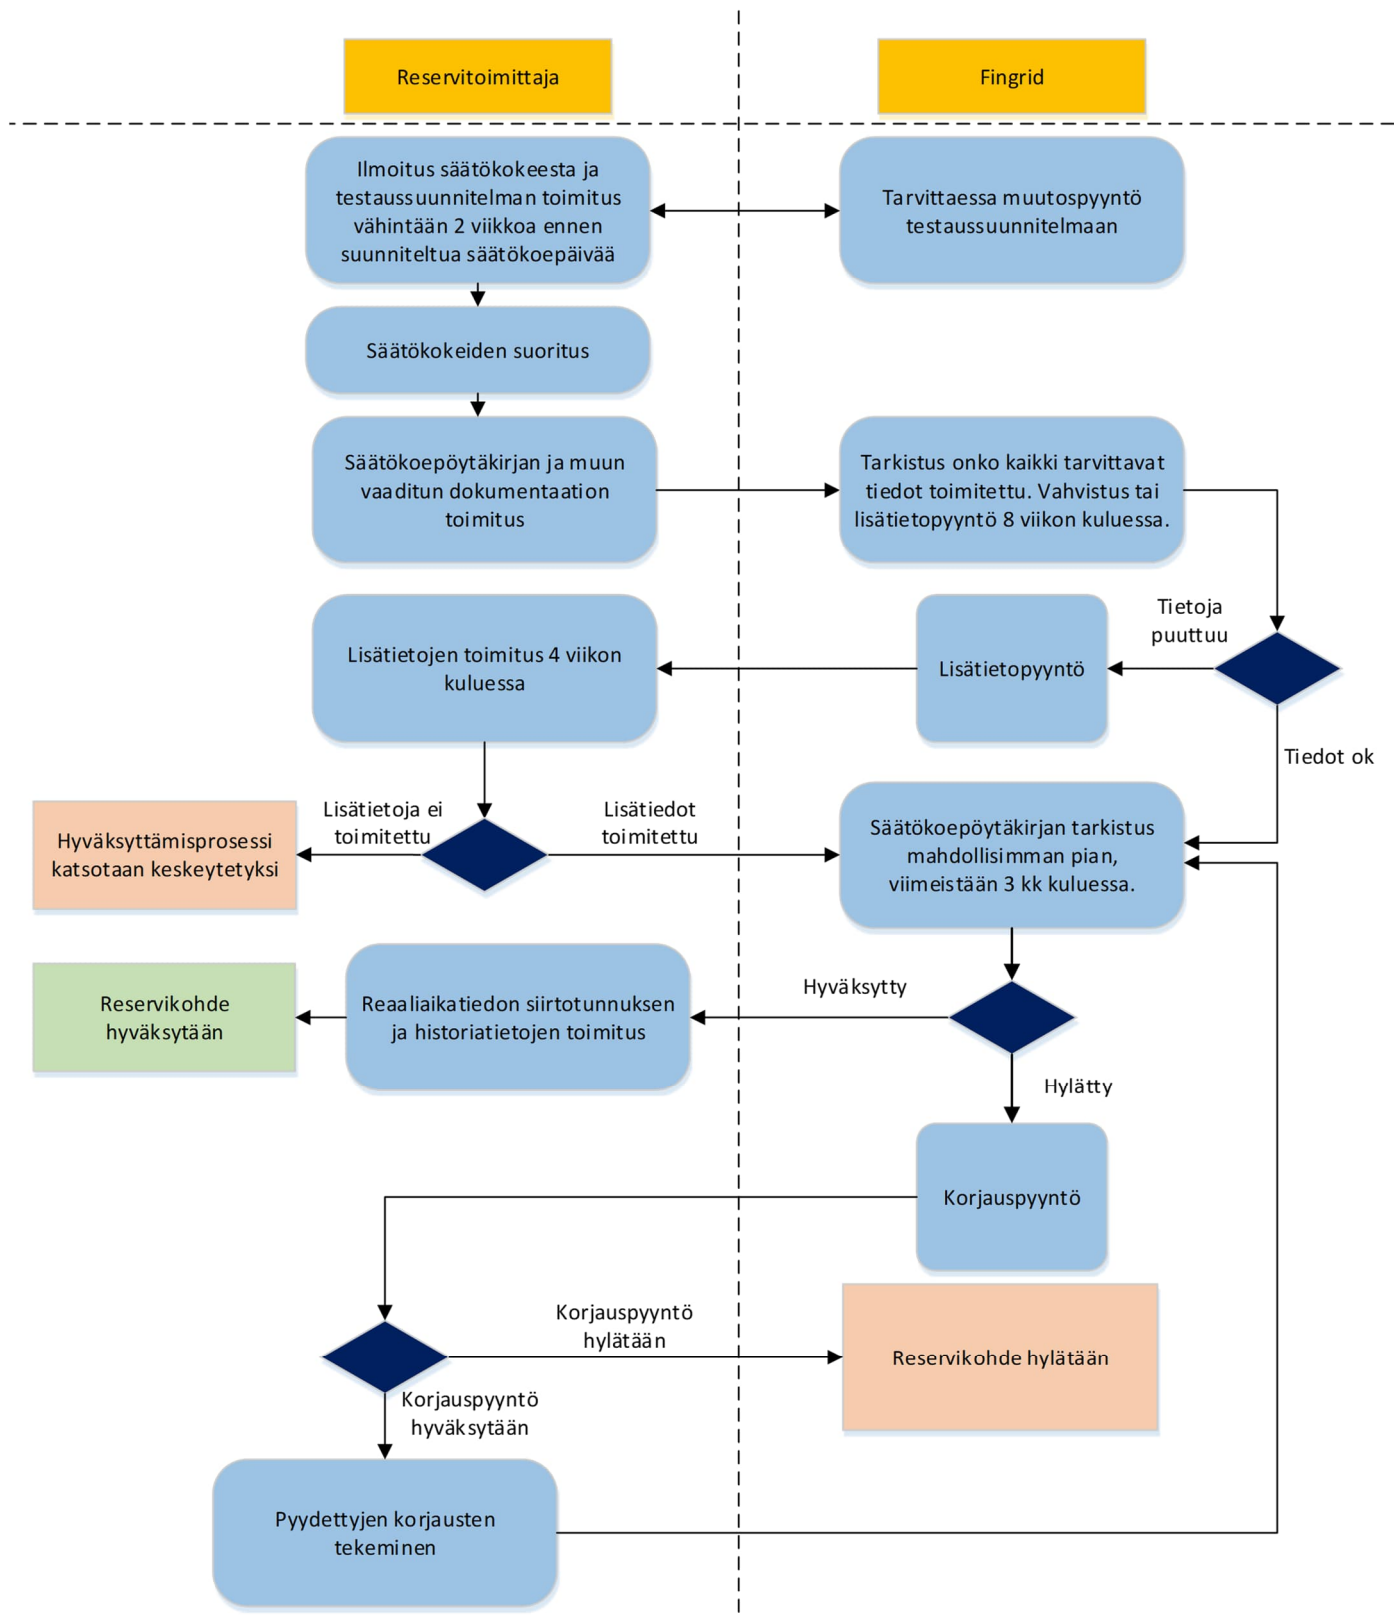 Reservitoimittaja
Fingrid
Ilmoitus säätökokeesta ja
testaussuunnitelman toimitus
vähintään 2 viikkoa ennen
suunniteltua säätökoepäivää
Tarvittaessa muutospyyntö
testaussuunnitelmaan
Säätökokeiden suoritus
Säätökoepöytäkirjan ja muun
vaaditun dokumentaation
toimitus
Tarkistus onko kaikki tarvittavat
tiedot toimitettu. Vahvistus tai
lisätietopyyntö 8 viikon kuluessa.
Tietoja
puuttuu
Lisätietopyyntö
Lisätietojen toimitus 4 viikon
kuluessa
Tiedot ok
Lisätietoja ei
toimitettu
Lisätiedot
toimitettu
Hyväksyttämisprosessi
katsotaan keskeytetyksi
Säätökoepöytäkirjan tarkistus
mahdollisimman pian,
viimeistään 3 kk kuluessa.
Hyväksytty
Reaaliaikatiedon siirtotunnuksen
ja historiatietojen toimitus
Reservikohde
hyväksytään
Hylätty
Korjauspyyntö
Korjauspyyntö
hylätään
Reservikohde hylätään
Korjauspyyntö
hyväksytään
Pyydettyjen korjausten
tekeminen